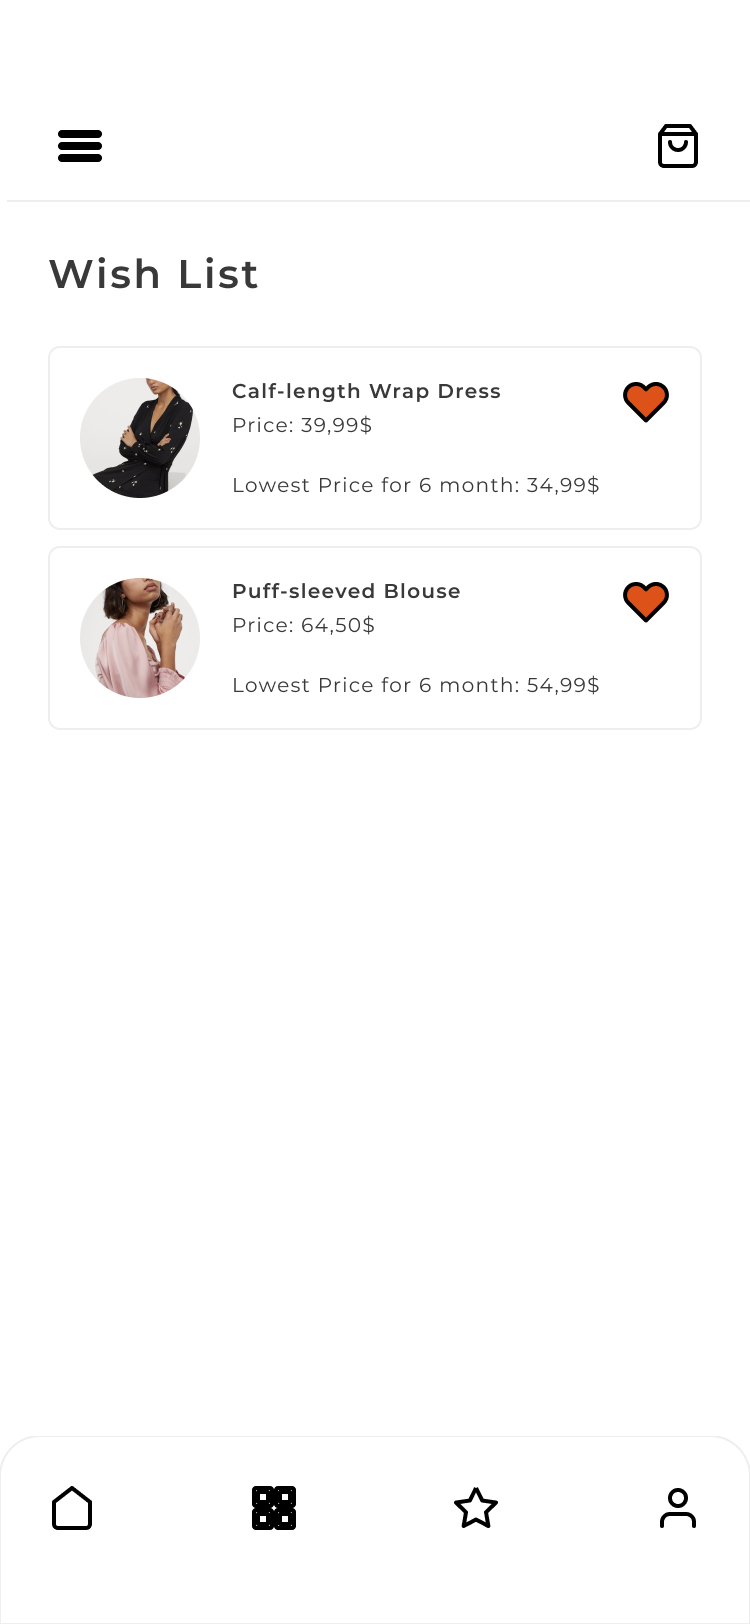 Wish List
Calf-length Wrap Dress
Price: 39,99$
Lowest Price for 6 month: 34,99$
Puff-sleeved Blouse
Price: 64,50$
Lowest Price for 6 month: 54,99$